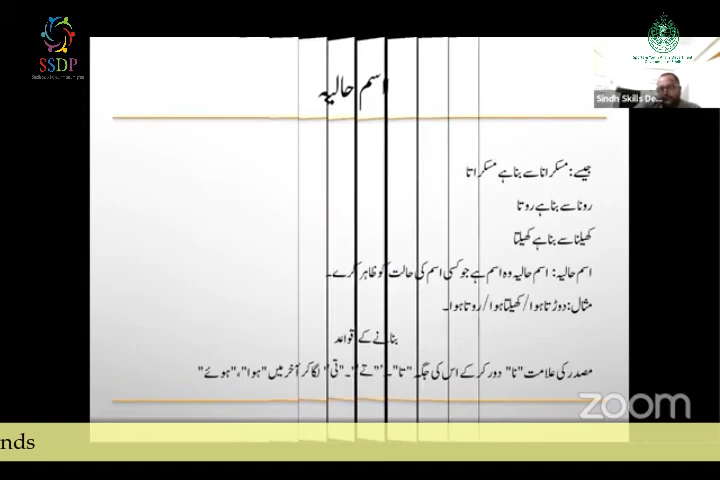 SSDP
Sindh Skills De...
اسم حالیہ
جیسے: مسکرانا سے بنا ہے مسکراتا
رونا سے بنا ہے روتا
کھیلنا سے بنا ہے کھیلتا
اسم حالیہ: اسم حالیہ وہ اسم ہے جو کسی اسم کی حالت کو ظاہر کرے۔
مثال: دوڑتا ہوا/ کھیلتا ہوا/ روتا ہوا۔
بنانے کے قواعد
مصدر کی علامت "نا" دور کر کے اس کی جگہ "تا"۔ "تے"۔ "تی" لگا کر آخر میں "ہوا"، "ہوئے"
zoom
nds